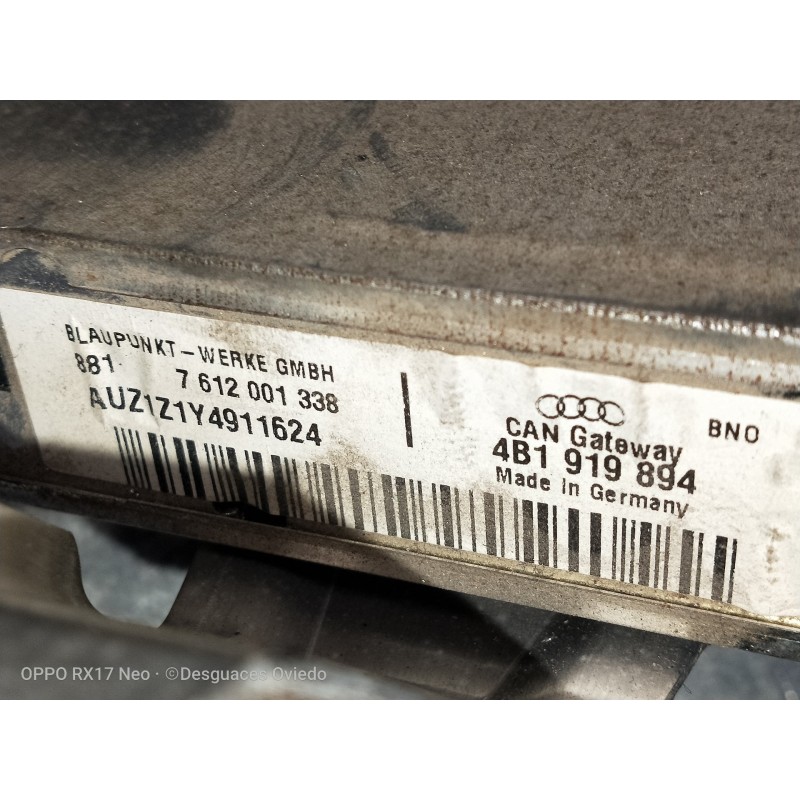 BLAUPUNKT-WERKE GMBH
881 7 612 001 338
AUZ1Z1Y4911624
BNO
CAN Gateway
4B1 919 894
Made In Germany
OPPO RX17 Neo · ©Desguaces Oviedo